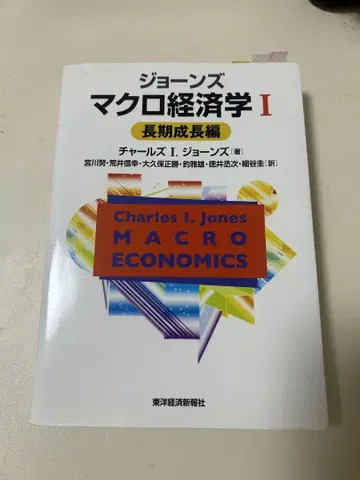 ジョーンズ
マクロ経済学 I
長期成長編
チャールズ I. ジョーンズ[著]
宮川努・荒井信幸・大久保正勝・釣雅雄・徳井丞次・細谷圭[訳]
Charles I. Jones
MACRO
ECONOMICS
東洋経済新報社